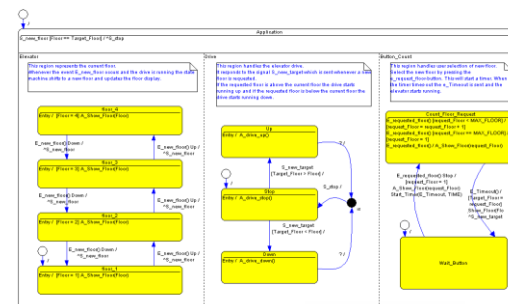 Application
E_new_floor [Floor == Target_Floor] / ^S_stop
Elevator
This region represents the current floor.
Whenever the event E_new_floor occurs and the drive is running the state
machine shifts to a new floor and updates the floor display.
floor_4
Entry / [Floor = 4] A_Show_Floor(Floor)
E_new_floor() Down /
^S_new_floor
E_new_floor() Up /
^S_new_floor
floor_3
Entry / [Floor = 3] A_Show_Floor(Floor)
E_new_floor() Down /
^S_new_floor
E_new_floor() Up /
^S_new_floor
floor_2
Entry / [Floor = 2] A_Show_Floor(Floor)
E_new_floor() Down /
^S_new_floor
E_new_floor() Up /
^S_new_floor
floor_1
Entry / [Floor = 1] A_Show_Floor(Floor)
Drive
This region handles the elevator drive.
It responds to the signal S_new_target which is sent whenever a new
floor is requested.
If the requested floor is above the current floor the drive starts
running up and if the requested floor is below the current floor the
drive starts running down.
Up
Entry / A_drive_up()
S_new_target
[Target_Floor > Floor] /
Stop
Entry / A_drive_stop()
S_stop /
S_new_target
[Target_Floor < Floor] /
Down
Entry / A_drive_down()
Button_Count
This region handles user selection of new floor.
Select the new floor by pressing the
E_request_floor-button. This will start a timer. When
the timer times out the e_Timeout is sent and the
elevator starts running.
Count_Floor_Request
E_requested_floor() [request_Floor < MAX_FLOOR] /
[request_floor = request_Floor + 1]
E_requested_floor() [request_Floor == MAX_FLOOR] /
[request_floor = 1]
E_requested_floor() / A_Show_Floor(request_Floor)
E_requested_floor() Stop /
[request_Floor = 1]
A_Show_Floor(request_Floor)
Start_Timer(E_Timeout, TIME)
E_Timeout() /
[Target_Floor =
request_Floor]
Show_Floor(Flo
^S_new_target
Wait_Button